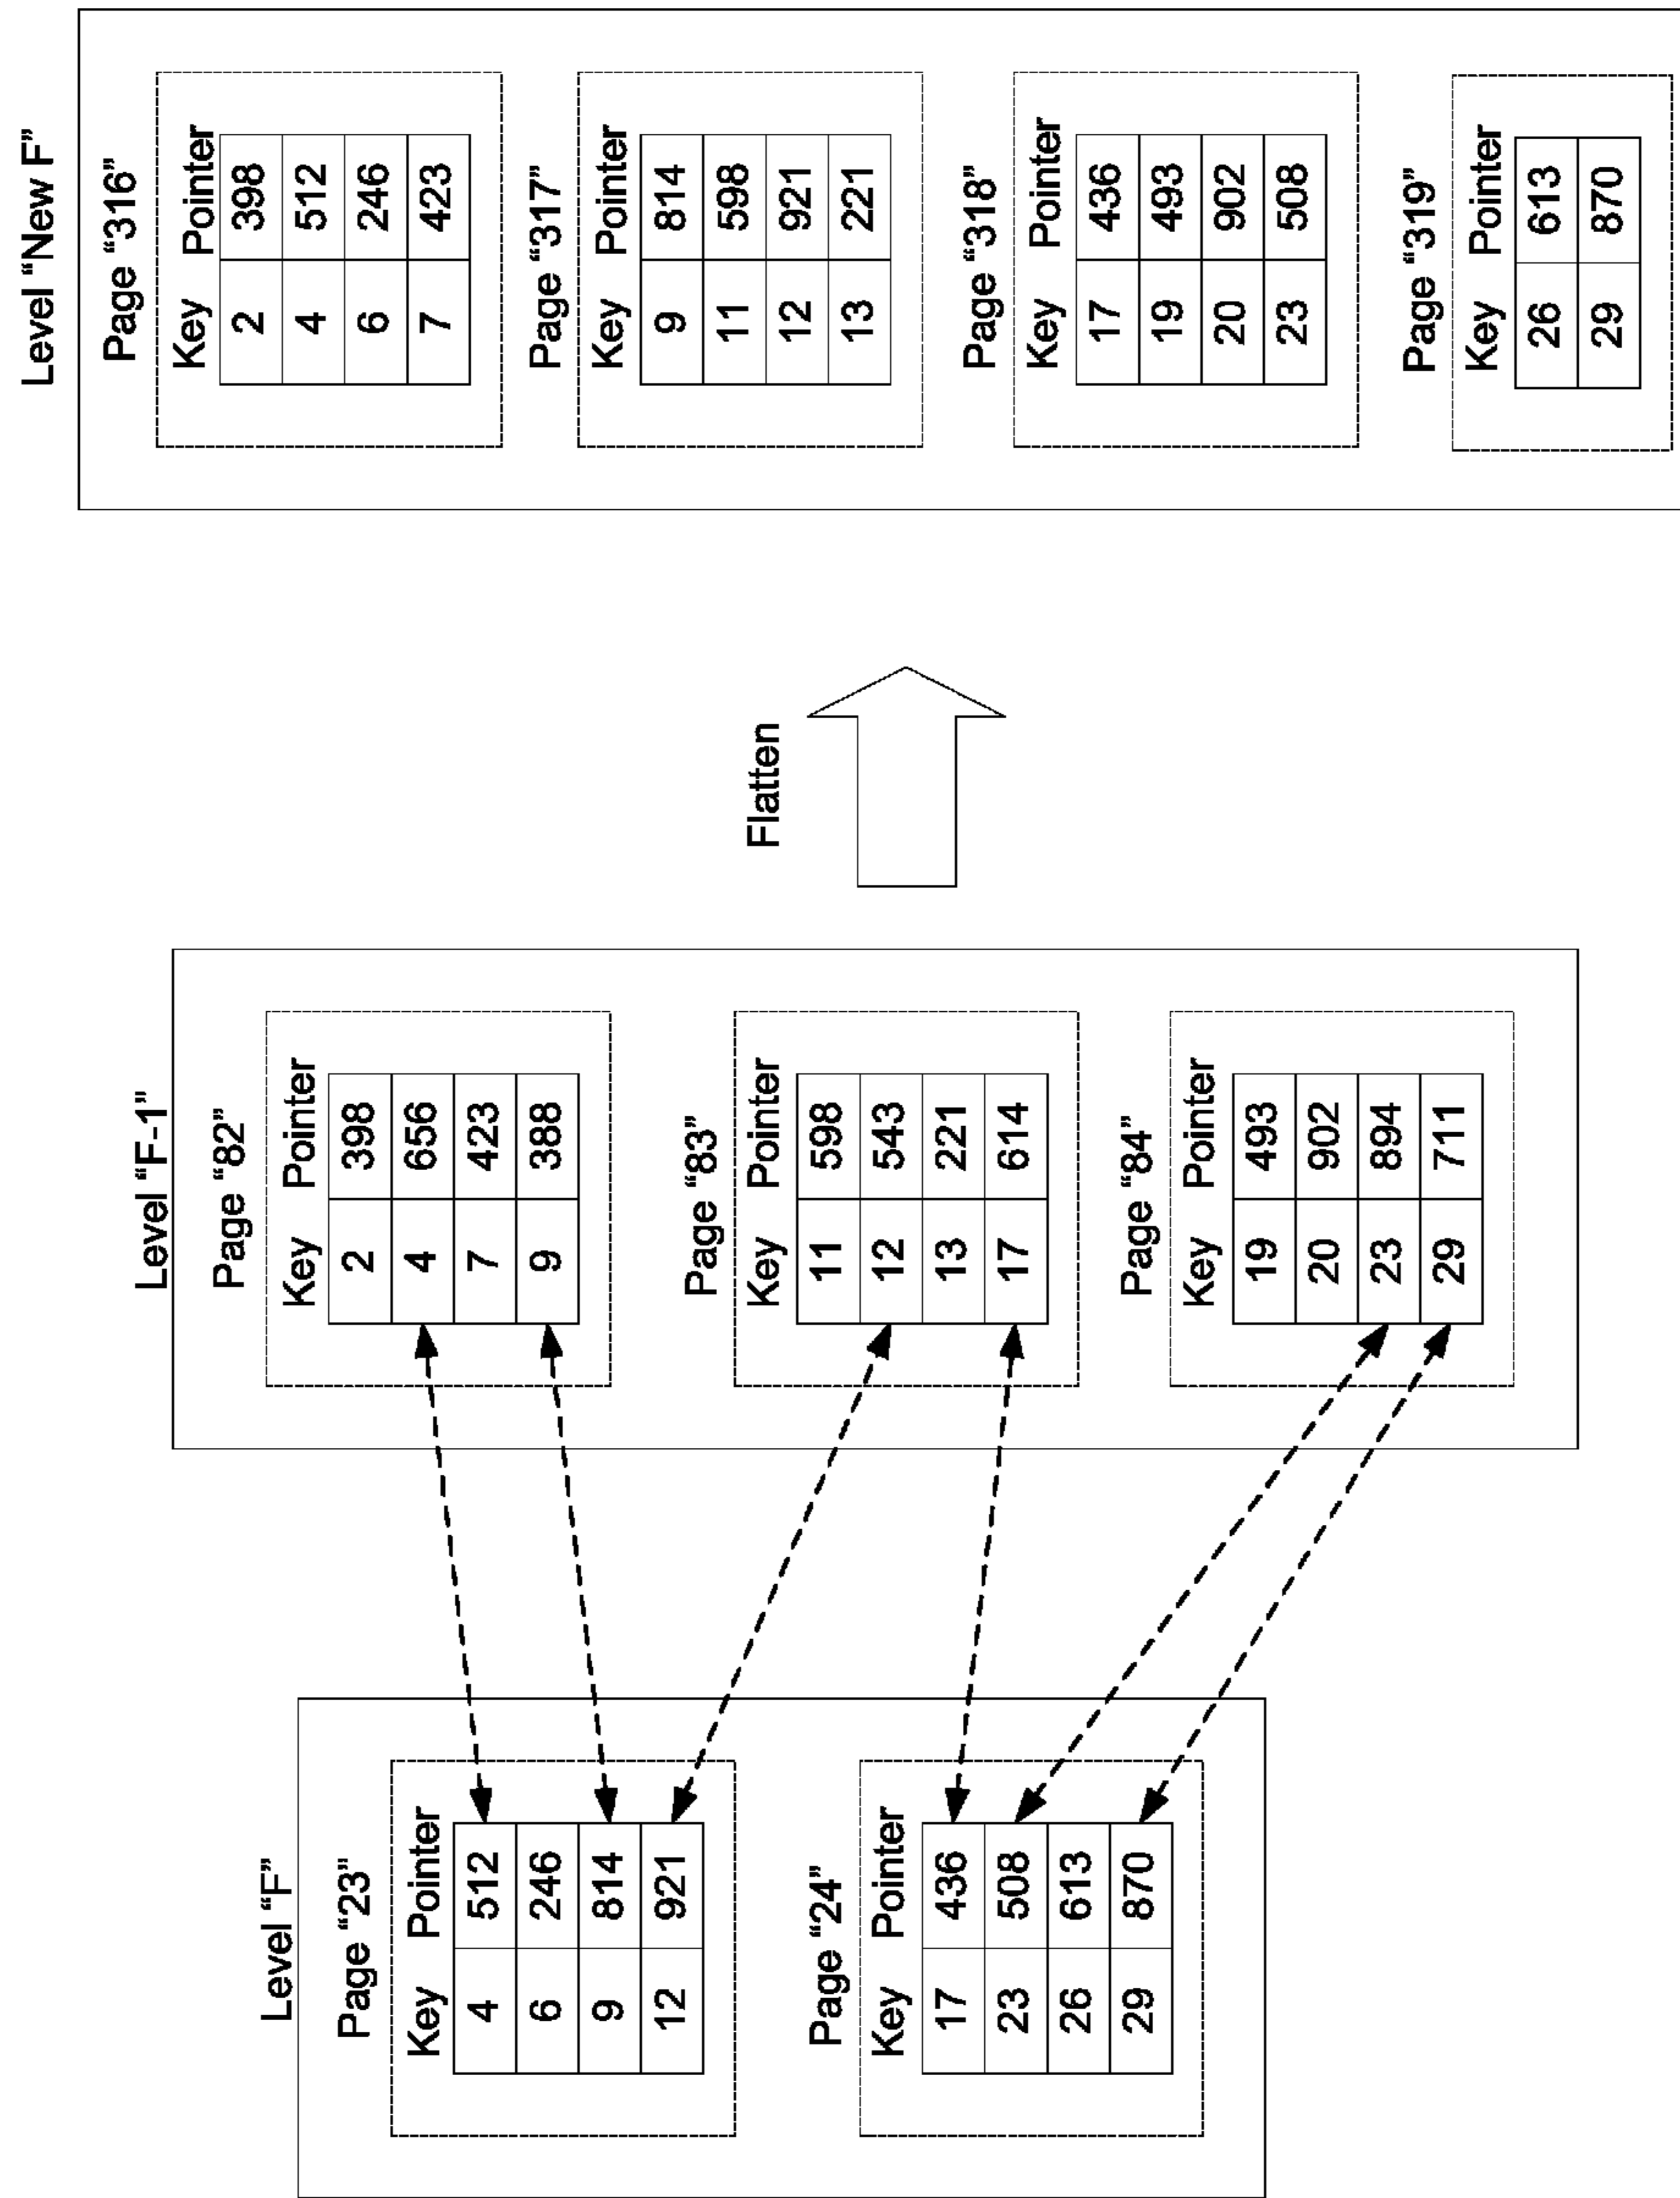 Level “F”
Page “23”
Key Pointer
4 512
6 246
9 814
12 921
Page “24”
Key Pointer
17 436
23 508
26 613
29 870
Level “F-1”
Page “82”
Key Pointer
2 398
4 656
7 423
9 388
Page “83”
Key Pointer
11 598
12 543
13 221
17 614
Page “84”
Key Pointer
19 493
20 902
23 894
29 711
Flatten
Level “New F”
Page “316”
Key Pointer
2 398
4 512
6 246
7 423
Page “317”
Key Pointer
9 814
11 598
12 921
13 221
Page “318”
Key Pointer
17 436
19 493
20 902
23 508
Page “319”
Key Pointer
26 613
29 870